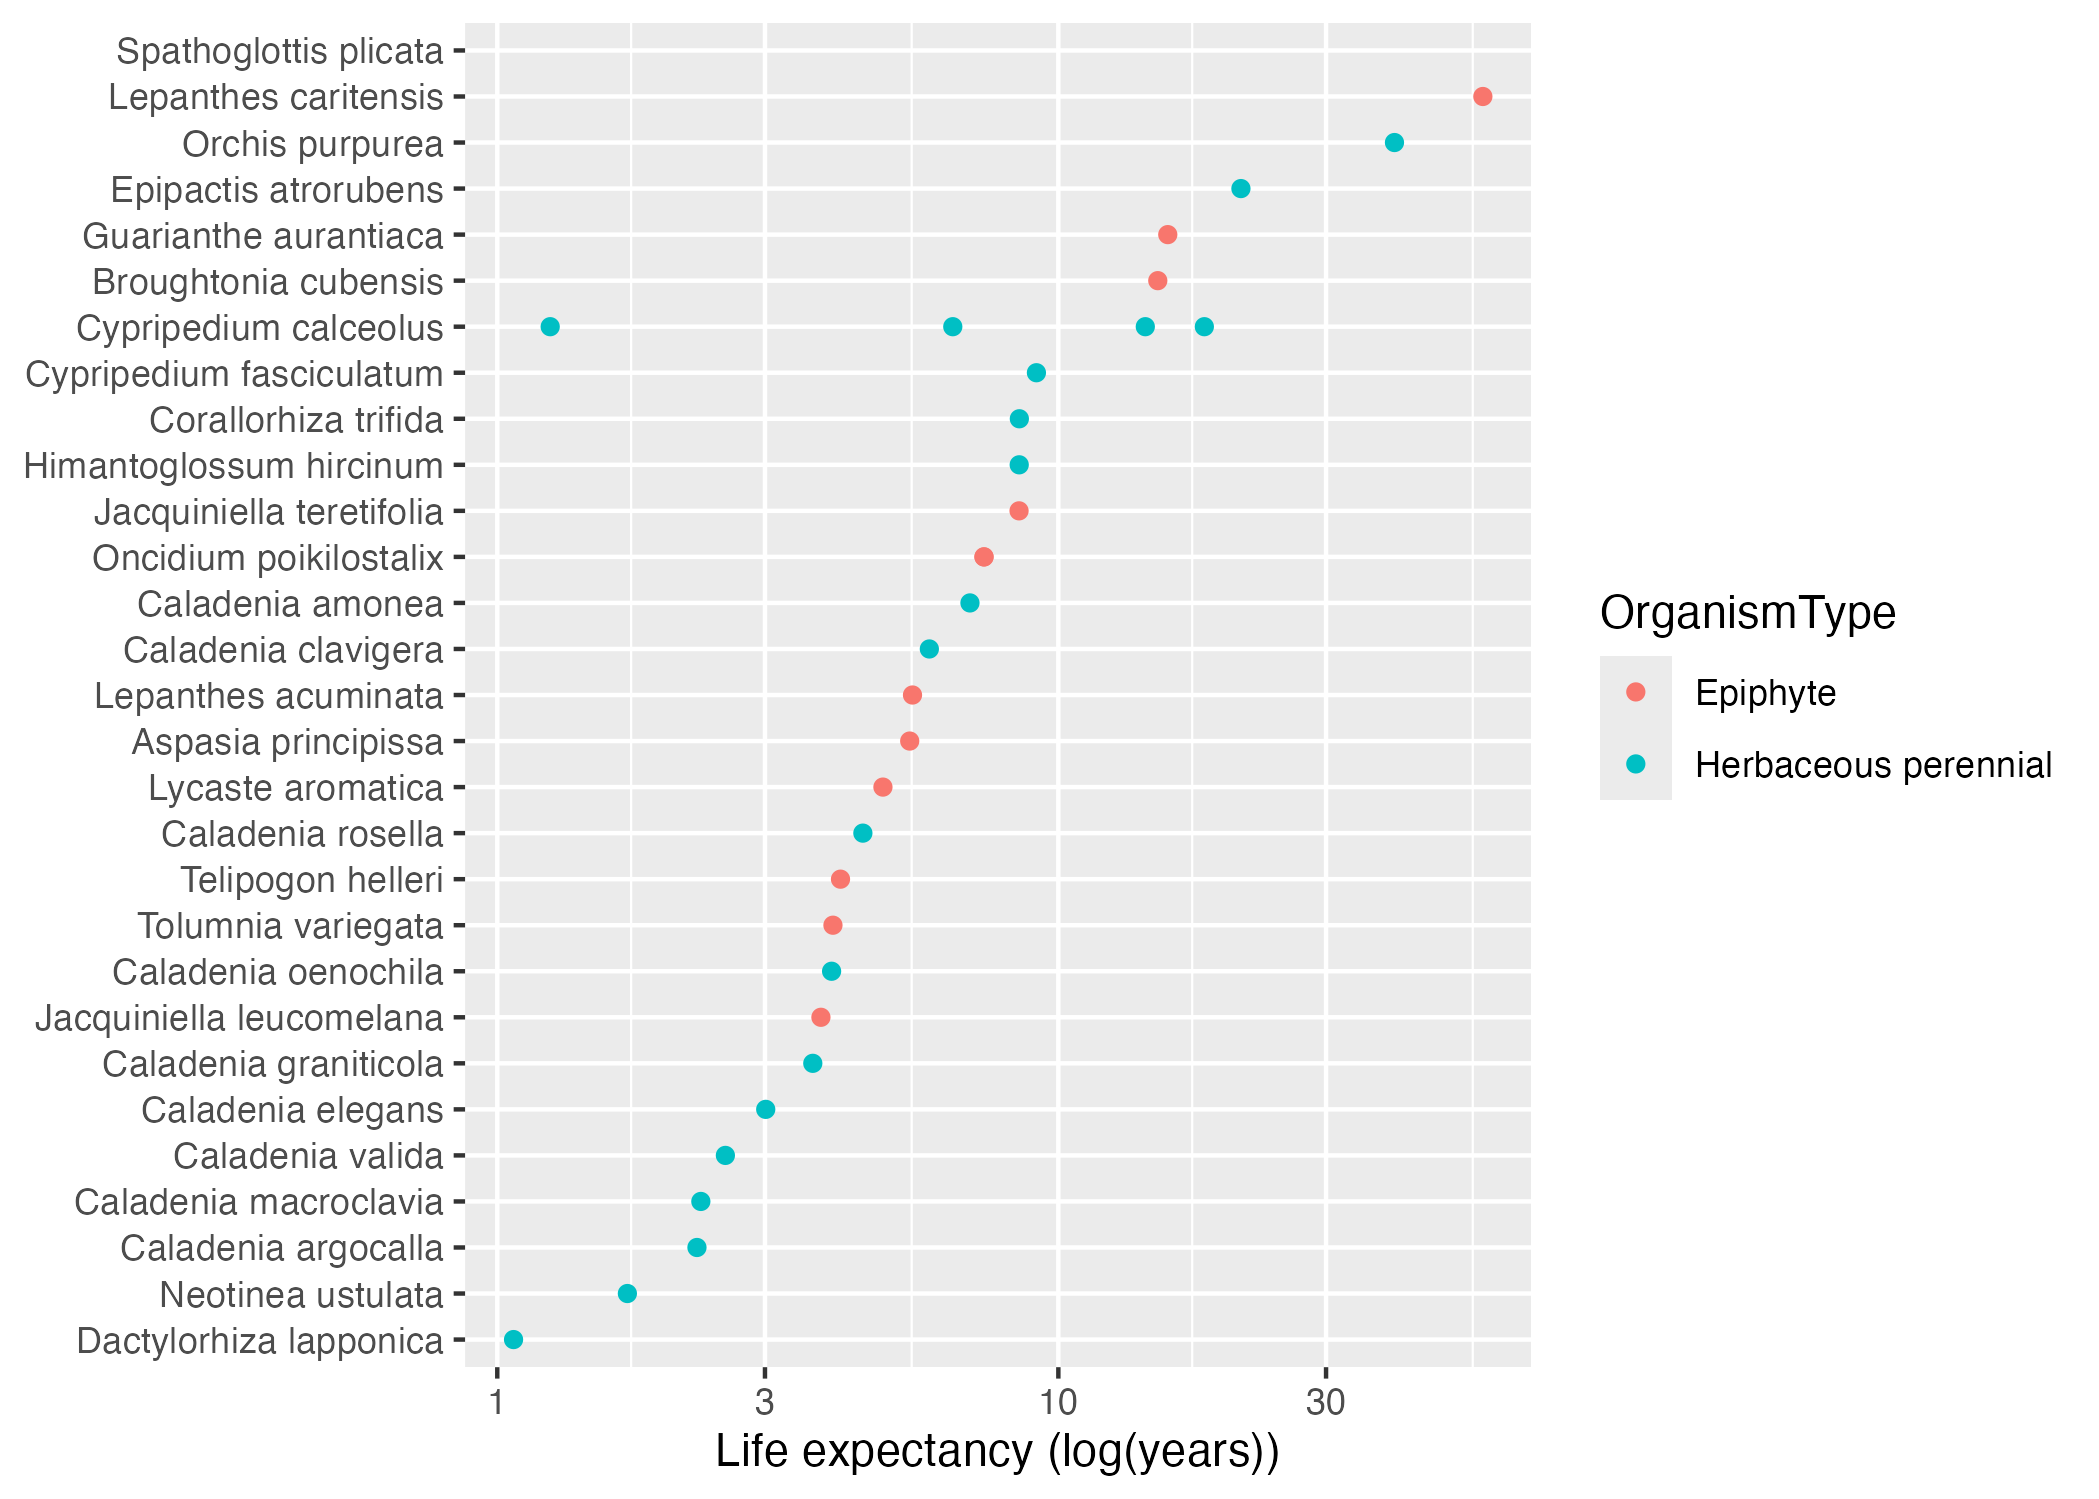 Spathoglottis plicata
Lepanthes caritensis
Orchis purpurea
Epipactis atrorubens
Guarianthe aurantiaca
Broughtonia cubensis
Cypripedium calceolus
Cypripedium fasciculatum
Corallorhiza trifida
Himantoglossum hircinum
Jacquiniella teretifolia
Oncidium poikilostalix
Caladenia amonea
Caladenia clavigera
Lepanthes acuminata
Aspasia principissa
Lycaste aromatica
Caladenia rosella
Telipogon helleri
Tolumnia variegata
Caladenia oenochila
Jacquiniella leucomelana
Caladenia graniticola
Caladenia elegans
Caladenia valida
Caladenia macroclavia
Caladenia argocalla
Neotinea ustulata
Dactylorhiza lapponica
1 3 10 30
Life expectancy (log(years))
OrganismType
Epiphyte
Herbaceous perennial